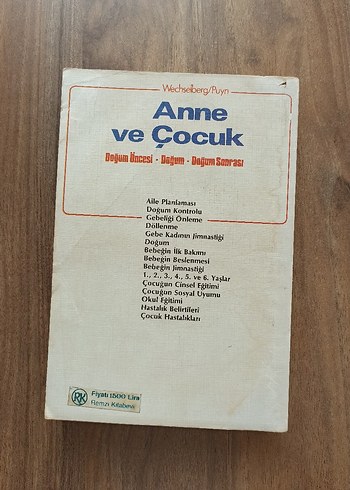 Wechselberg/Puyn
Anne
ve Çocuk
Doğum Öncesi - Doğum - Doğum Sonrası
Aile Planlaması
Doğum Kontrolu
Gebeliği Önleme
Döllenme
Gebe Kadının Jimnastiği
Doğum
Bebeğin İlk Bakımı
Bebeğin Beslenmesi
Bebeğin Jimnastiği
1., 2., 3., 4., 5. ve 6. Yaşlar
Çocuğun Cinsel Eğitimi
Çocuğun Sosyal Uyumu
Okul Eğitimi
Hastalık Belirtileri
Çocuk Hastalıkları
RK
Fiyatı 1500 Lira
Remzi Kitabevi